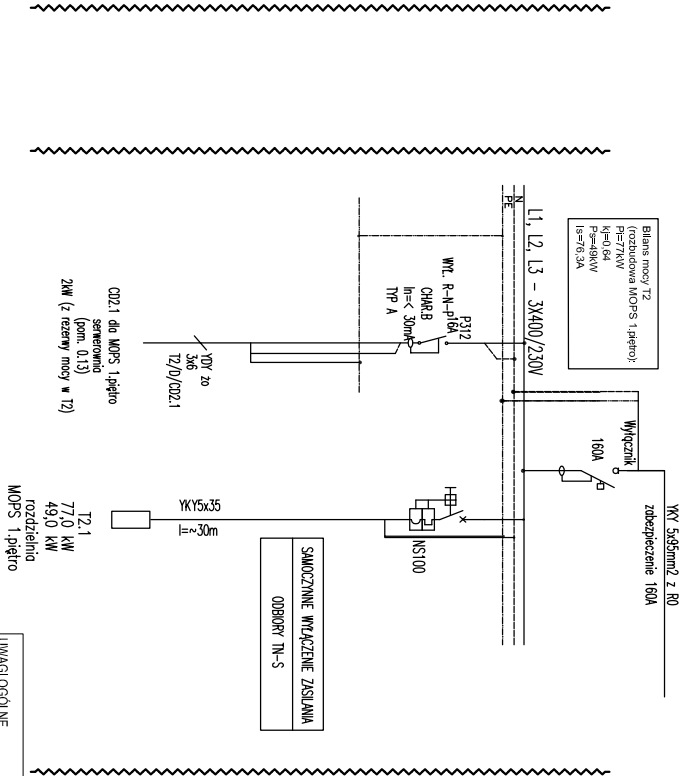 YKY 5x95mm2 z R0
zabezpieczenie 160A
Bilans mocy T2
(rozbudowa MOPS 1.piętro):
Pi=77kW
kj=0,64
Ps=49kW
Is=76,3A
Wyłącznik
160A
L1, L2, L3 - 3X400/230V
N
PE
P312
WYŁ. R-N-P
16A
CHAR.B
In=< 30mA
TYP A
NS100
SAMOCZYNNE WYŁĄCZENIE ZASILANIA
ODBIORY TN-S
YDY żo
3x6
T2/D/CD2.1
YKY5x35
l=~30m
CD2.1 dla MOPS 1.piętro
serwerownia
(pom. 0.13)
2kW (z rezerwy mocy w T2)
T2.1
77,0 kW
49,0 kW
rozdzielnia
MOPS 1.piętro
UWAGI OGÓLNE